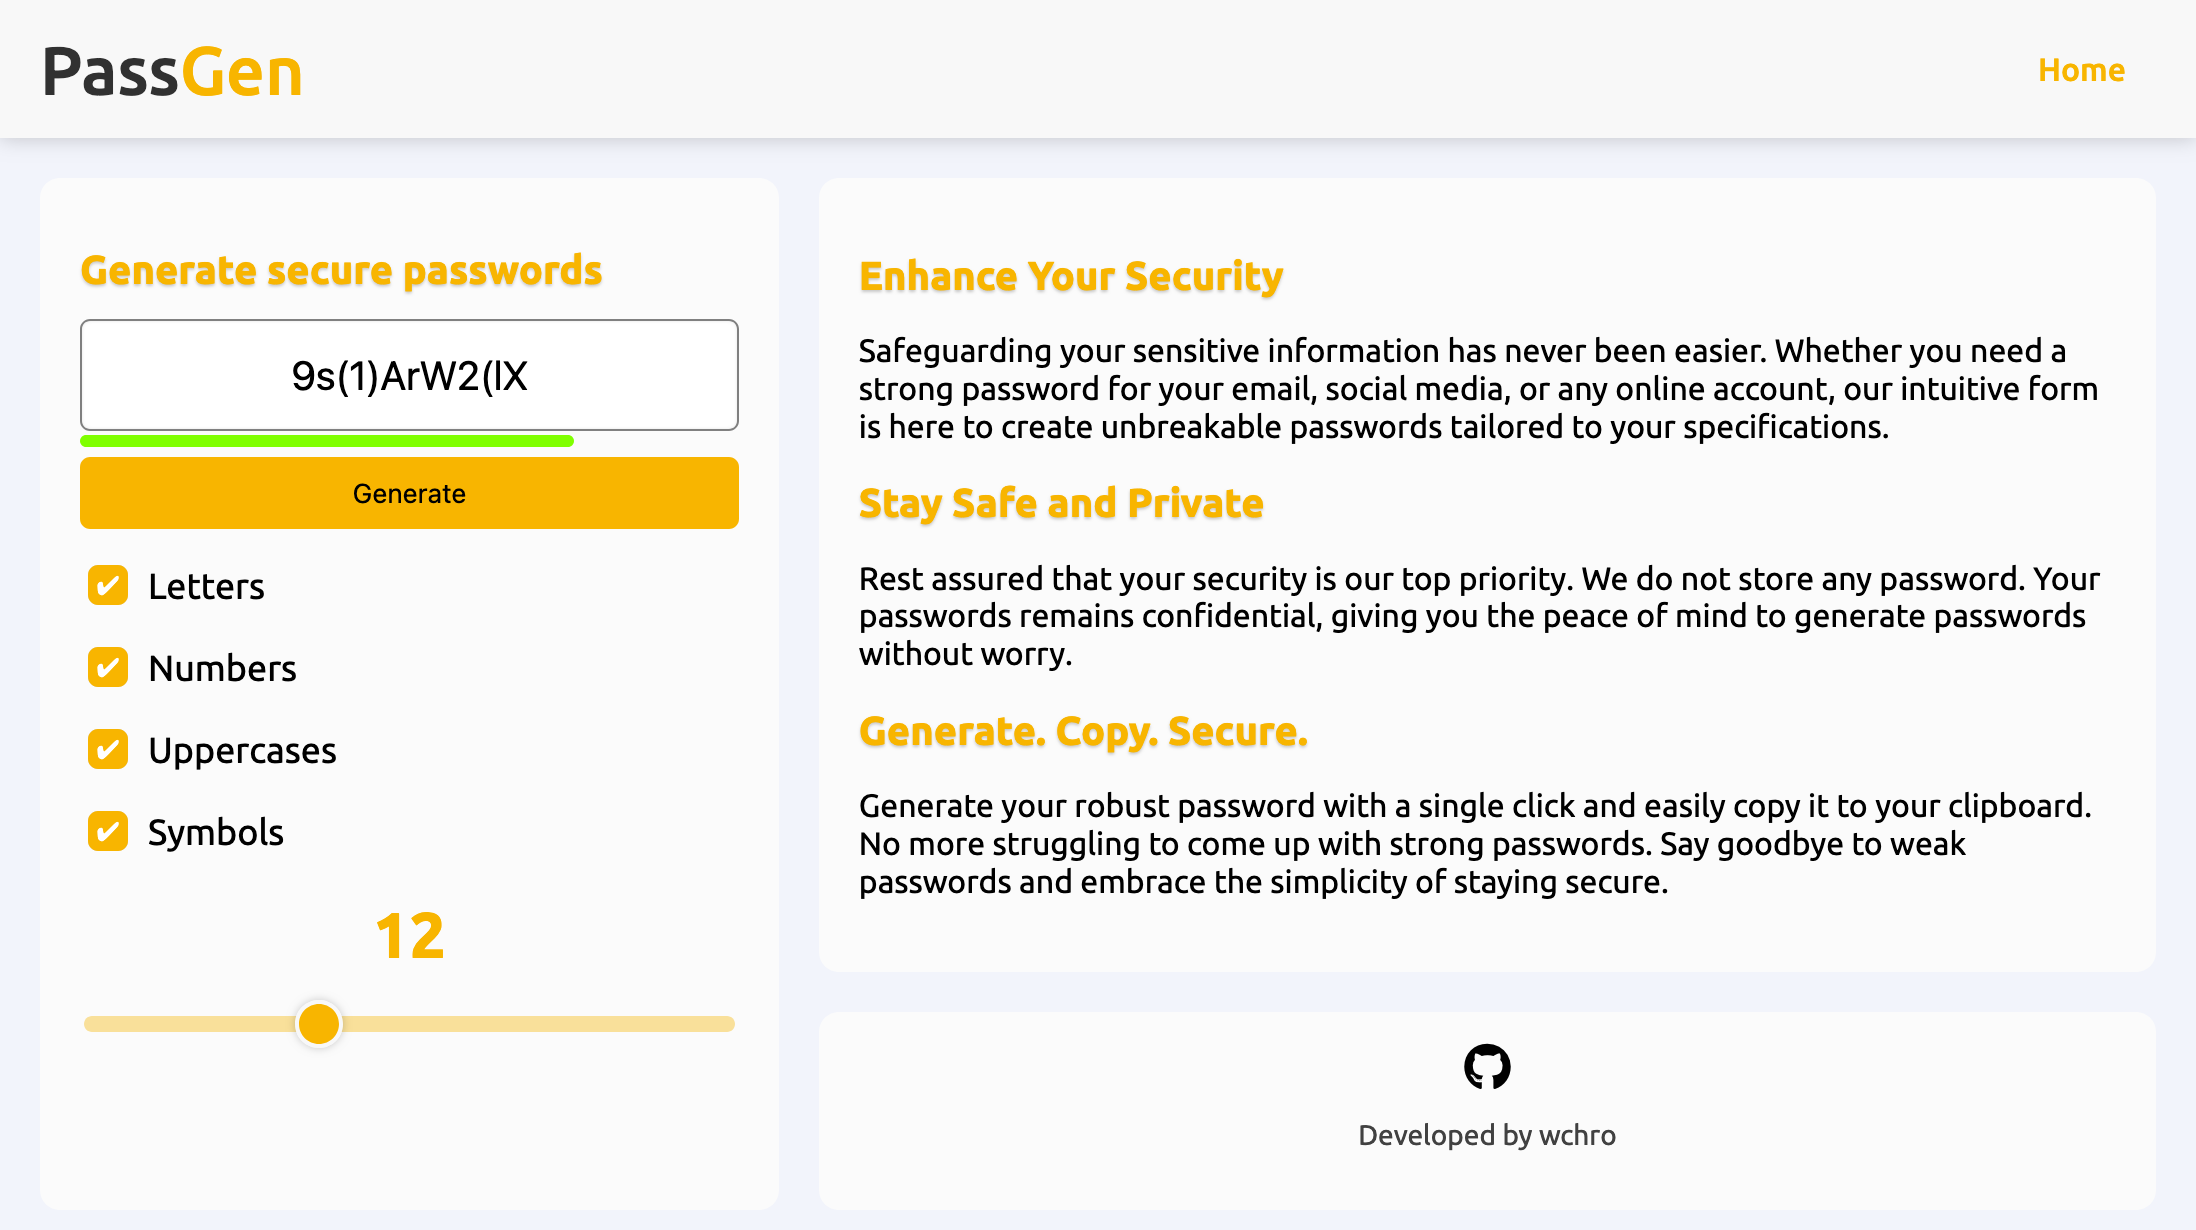 PassGen
Home
Generate secure passwords
9s(1)ArW2(lX
Generate
✔ Letters
✔ Numbers
✔ Uppercases
✔ Symbols
12
Enhance Your Security
Safeguarding your sensitive information has never been easier. Whether you need a
strong password for your email, social media, or any online account, our intuitive form
is here to create unbreakable passwords tailored to your specifications.
Stay Safe and Private
Rest assured that your security is our top priority. We do not store any password. Your
passwords remains confidential, giving you the peace of mind to generate passwords
without worry.
Generate. Copy. Secure.
Generate your robust password with a single click and easily copy it to your clipboard.
No more struggling to come up with strong passwords. Say goodbye to weak
passwords and embrace the simplicity of staying secure.
Developed by wchro